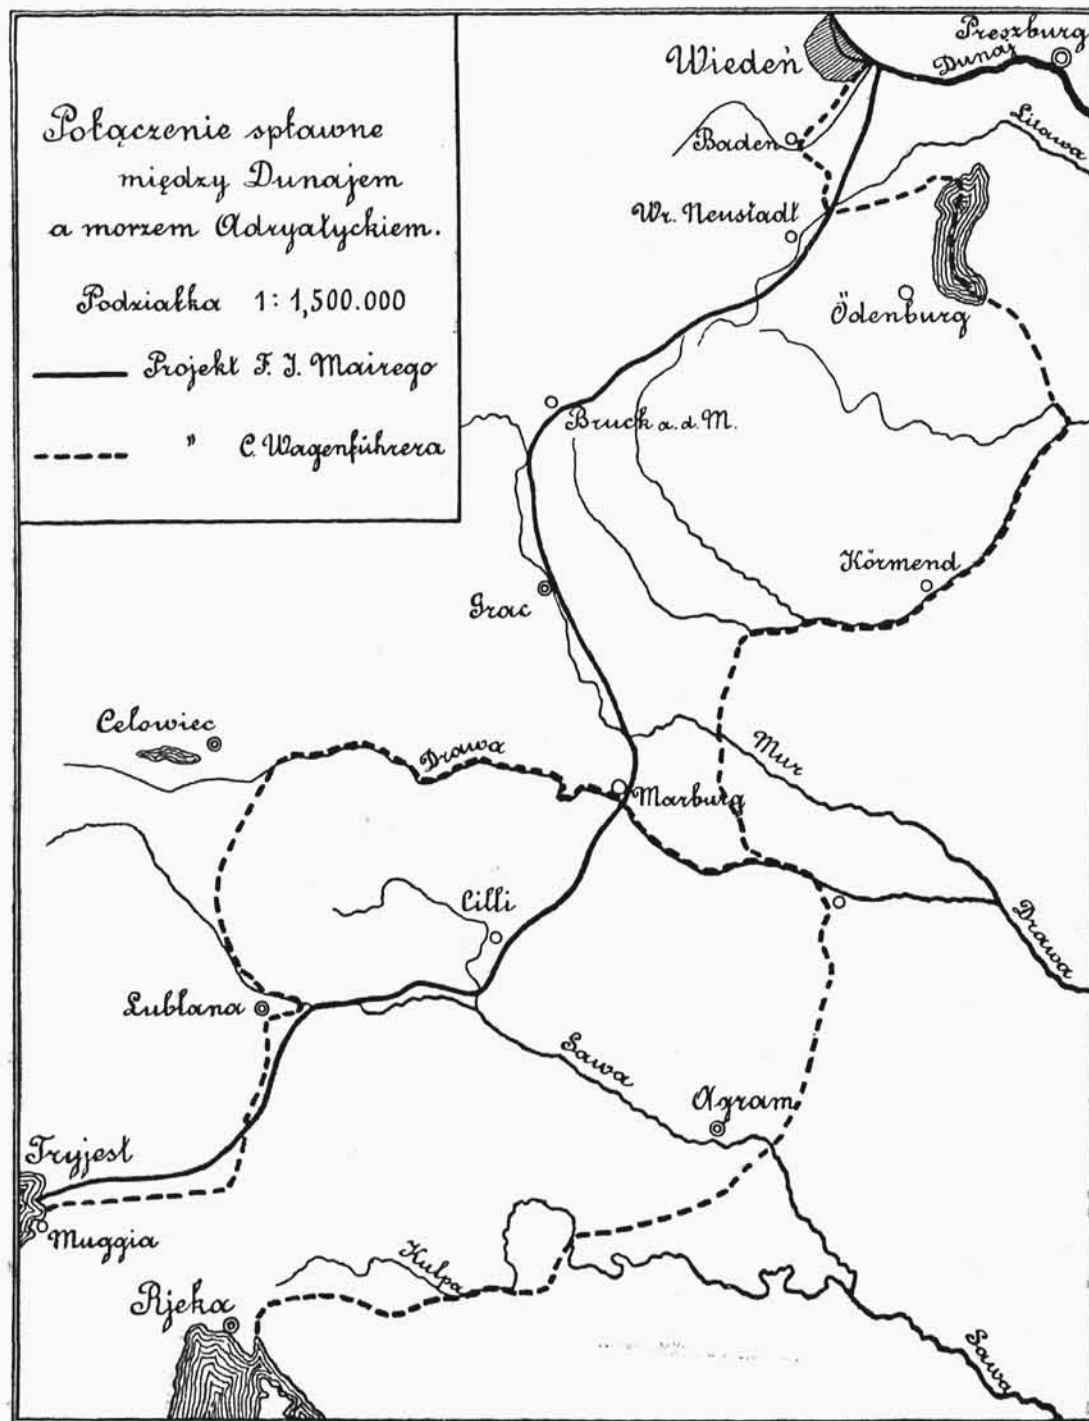 Połączenie spławne
między Dunajem
a morzem Adryatyckiem.
Podziałka 1:1,500.000
Projekt F. J. Mairego
" C. Wagenführera
Wiedeń
Dunaj
Preszburg
Baden
Litawa
Wr. Neustadt
Ödenburg
Bruck a.d.M.
Körmend
Grac
Celowiec
Drawa
Mur
Marburg
Cilli
Drawa
Lublana
Sawa
Agram
Tryjest
Muggia
Kulpa
Rjeka
Sawa